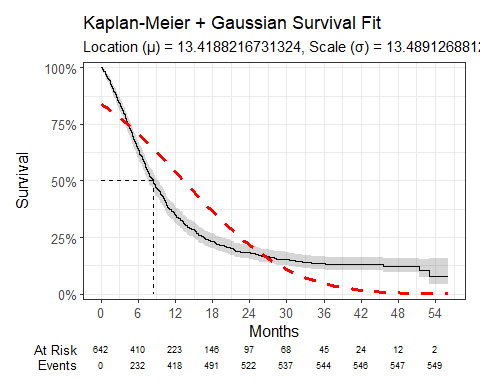 Kaplan-Meier + Gaussian Survival Fit
Location (μ) = 13.4188216731324, Scale (σ) = 13.4891268812
100%
75%
50%
25%
0%
Survival
0 6 12 18 24 30 36 42 48 54
Months
At Risk 642 410 223 146 97 68 45 24 12 2
Events 0 232 418 491 522 537 544 546 547 549